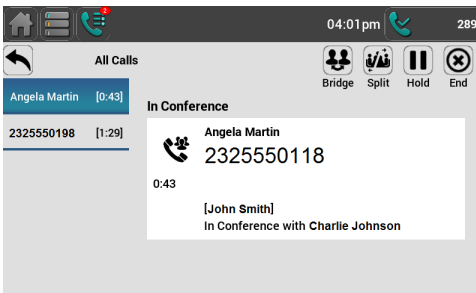 2
04:01pm
289
All Calls
Bridge Split Hold End
Angela Martin [0:43]
2325550198 [1:29]
In Conference
Angela Martin
2325550118
0:43
[John Smith]
In Conference with Charlie Johnson